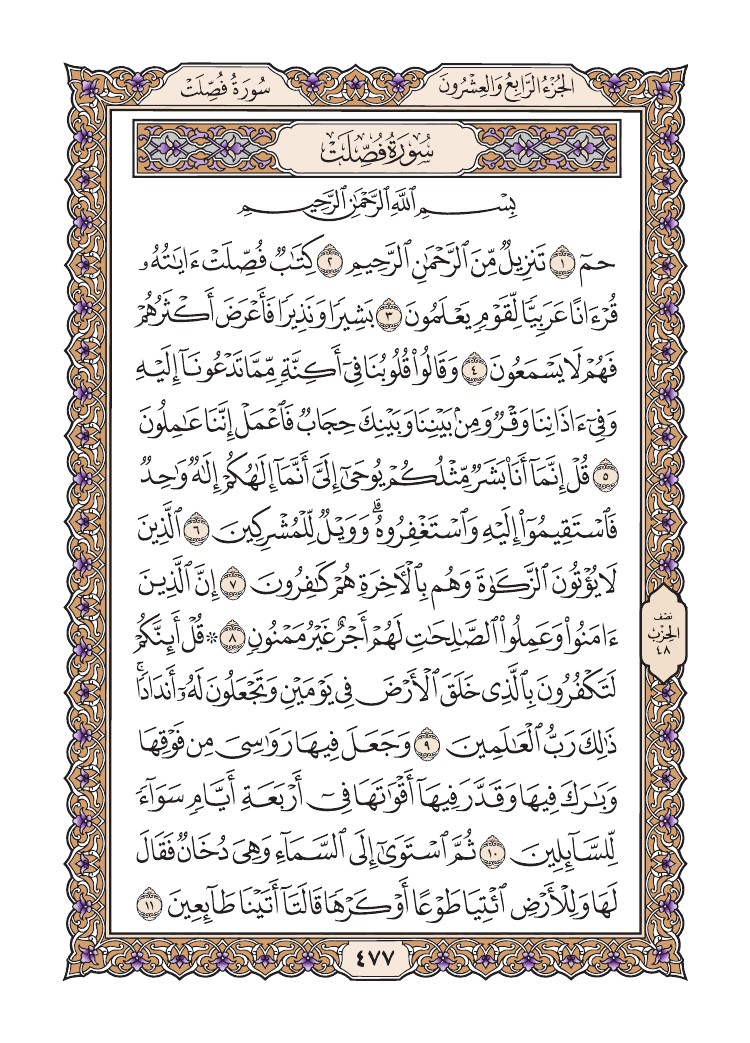 الجُزْءُ الرَّابِعُ وَالعِشْرُونَ
سُورَةُ فُصِّلَتْ
سُورَةُ فُصِّلَتْ
بِسْمِ ٱللَّهِ ٱلرَّحْمَٰنِ ٱلرَّحِيمِ
حمٓ ١ تَنزِيلٌ مِّنَ ٱلرَّحْمَٰنِ ٱلرَّحِيمِ ٢ كِتَٰبٌ فُصِّلَتْ ءَايَٰتُهُۥ
قُرْءَانًا عَرَبِيًّا لِّقَوْمٍ يَعْلَمُونَ ٣ بَشِيرًا وَنَذِيرًا فَأَعْرَضَ أَكْثَرُهُمْ
فَهُمْ لَا يَسْمَعُونَ ٤ وَقَالُوا۟ قُلُوبُنَا فِىٓ أَكِنَّةٍ مِّمَّا تَدْعُونَآ إِلَيْهِ
وَفِىٓ ءَاذَانِنَا وَقْرٌ وَمِنۢ بَيْنِنَا وَبَيْنِكَ حِجَابٌ فَٱعْمَلْ إِنَّنَا عَٰمِلُونَ
٥ قُلْ إِنَّمَآ أَنَا۠ بَشَرٌ مِّثْلُكُمْ يُوحَىٰٓ إِلَىَّ أَنَّمَآ إِلَٰهُكُمْ إِلَٰهٌ وَٰحِدٌ
فَٱسْتَقِيمُوٓا۟ إِلَيْهِ وَٱسْتَغْفِرُوهُ ۗ وَوَيْلٌ لِّلْمُشْرِكِينَ ٦ ٱلَّذِينَ
لَا يُؤْتُونَ ٱلزَّكَوٰةَ وَهُم بِٱلْءَاخِرَةِ هُمْ كَٰفِرُونَ ٧ إِنَّ ٱلَّذِينَ
ءَامَنُوا۟ وَعَمِلُوا۟ ٱلصَّٰلِحَٰتِ لَهُمْ أَجْرٌ غَيْرُ مَمْنُونٍ ٨ ۞ قُلْ أَئِنَّكُمْ
لَتَكْفُرُونَ بِٱلَّذِى خَلَقَ ٱلْأَرْضَ فِى يَوْمَيْنِ وَتَجْعَلُونَ لَهُۥٓ أَندَادًا ۚ
ذَٰلِكَ رَبُّ ٱلْعَٰلَمِينَ ٩ وَجَعَلَ فِيهَا رَوَٰسِىَ مِن فَوْقِهَا
وَبَٰرَكَ فِيهَا وَقَدَّرَ فِيهَآ أَقْوَٰتَهَا فِىٓ أَرْبَعَةِ أَيَّامٍ سَوَآءً
لِّلسَّآئِلِينَ ١٠ ثُمَّ ٱسْتَوَىٰٓ إِلَى ٱلسَّمَآءِ وَهِىَ دُخَانٌ فَقَالَ
لَهَا وَلِلْأَرْضِ ٱئْتِيَا طَوْعًا أَوْ كَرْهًا قَالَتَآ أَتَيْنَا طَآئِعِينَ ١١
نصف
الحِزْب
٤٨
٤٧٧